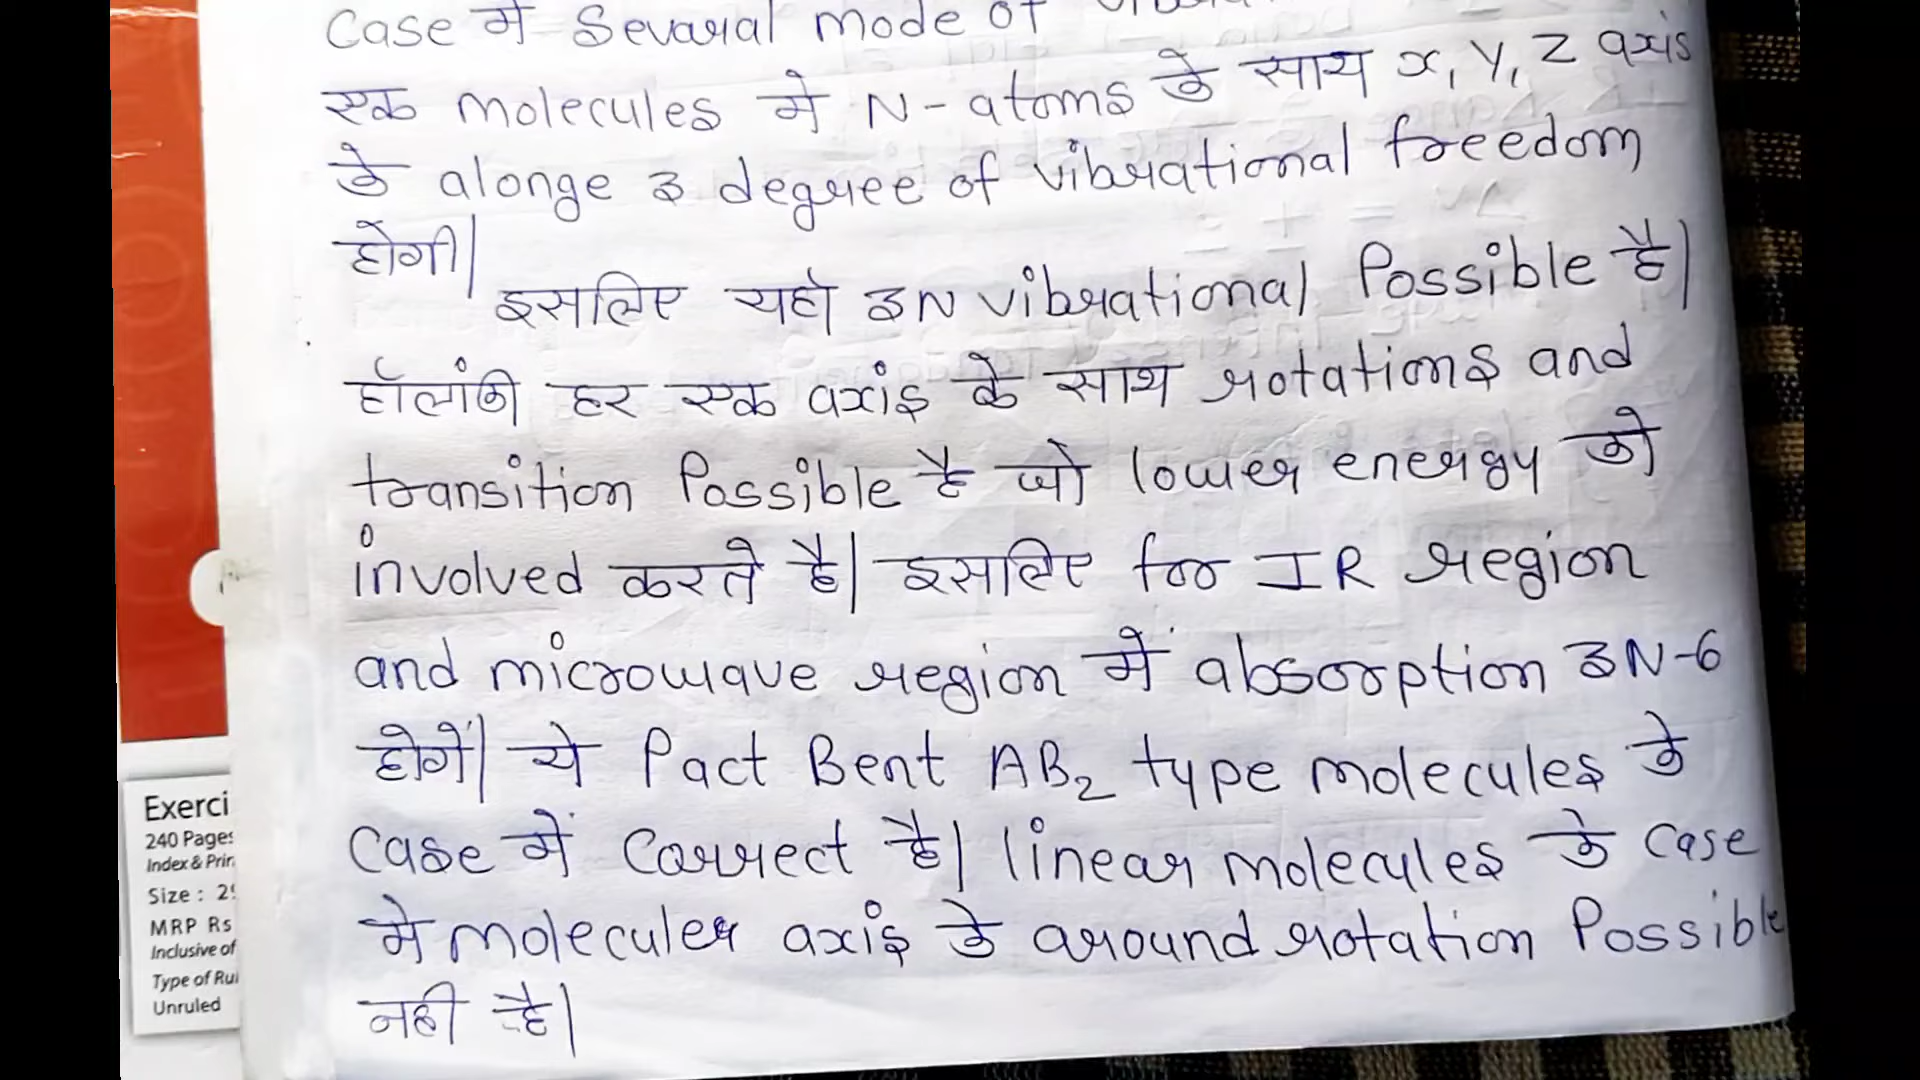 Case में Sevaral mode of
एक molecules मे N-atoms के साथ x, y, z axis
के alonge 3 degree of vibrational freedom
होगी|
इसलिए यहाँ 3N vibrational Possible है|
हॉलांकी हर एक axis के साथ rotations and
transition Possible है जो lower energy को
involved करते है| इसलिए for IR region
and microwave region में absorption 3N-6
होगें| ये Pact Bent AB₂ type molecules के
Case में Correct है| linear molecules के case
मे moleculer axis के around rotation Possible
नही है|
Exerci
240 Pages
Index & Prin
Size : 2
MRP Rs
Inclusive of
Type of Rul
Unruled